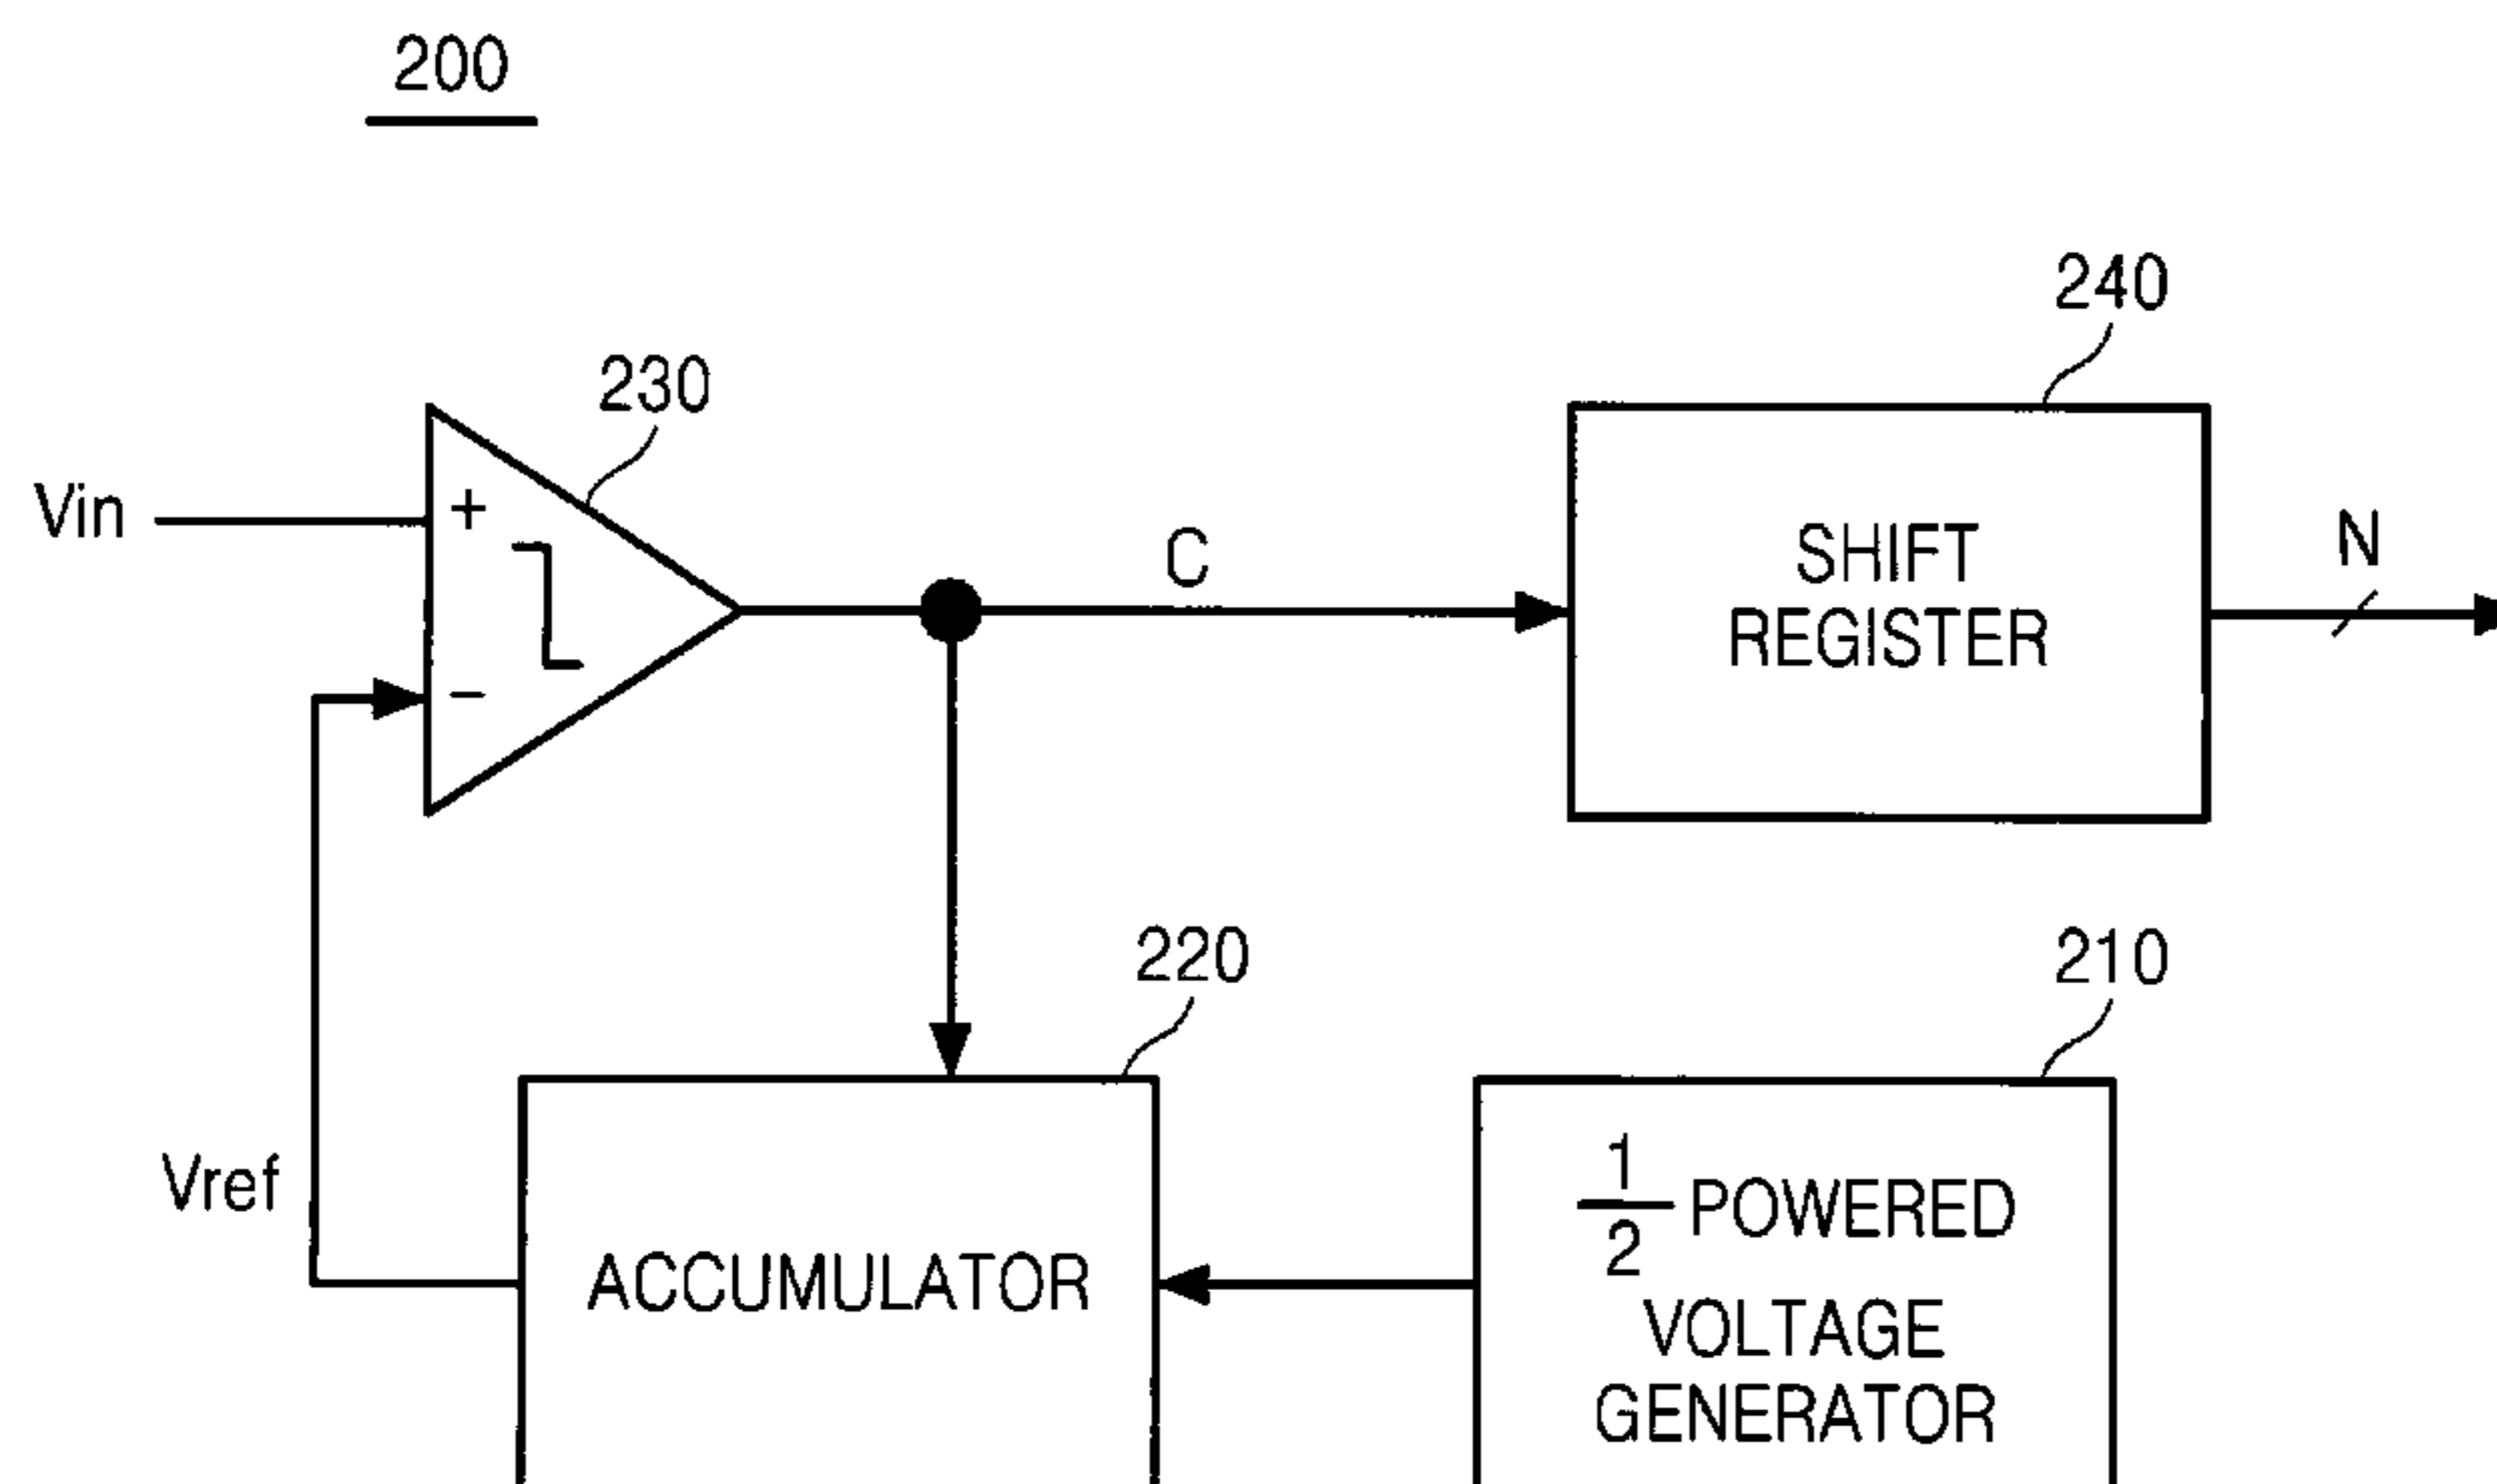 200
240
230
Vin
+
C
SHIFT
REGISTER
N
−
220
210
Vref
ACCUMULATOR
1
2
POWERED
VOLTAGE
GENERATOR